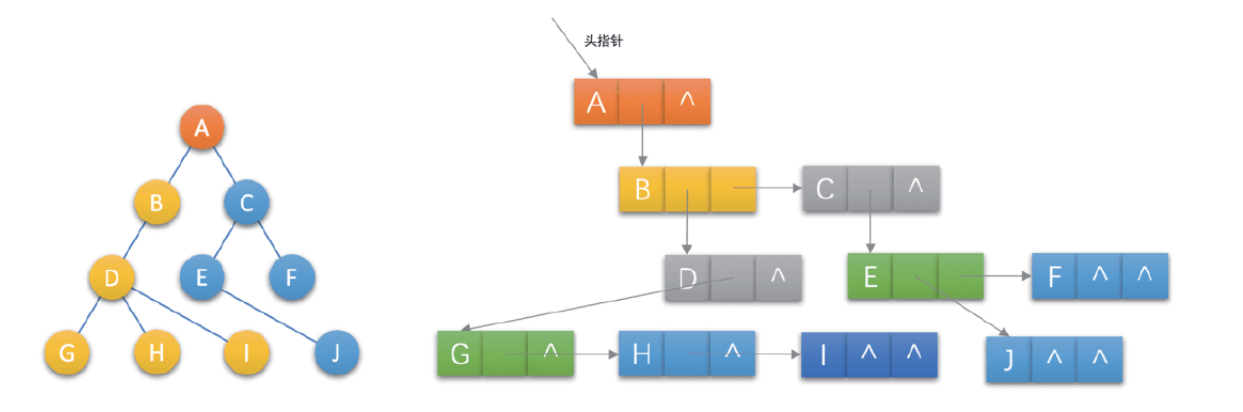 头指针
A ^
A
B C ^
B C
D ^ E F ^ ^
D E F
G ^ H ^ I ^ ^ J ^ ^
G H I J